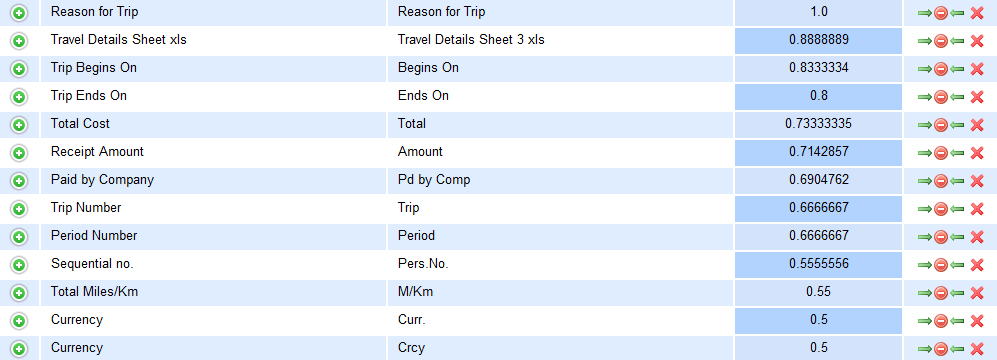 Reason for Trip Reason for Trip 1.0
Travel Details Sheet xls Travel Details Sheet 3 xls 0.8888889
Trip Begins On Begins On 0.8333334
Trip Ends On Ends On 0.8
Total Cost Total 0.73333335
Receipt Amount Amount 0.7142857
Paid by Company Pd by Comp 0.6904762
Trip Number Trip 0.6666667
Period Number Period 0.6666667
Sequential no. Pers.No. 0.5555556
Total Miles/Km M/Km 0.55
Currency Curr. 0.5
Currency Crcy 0.5